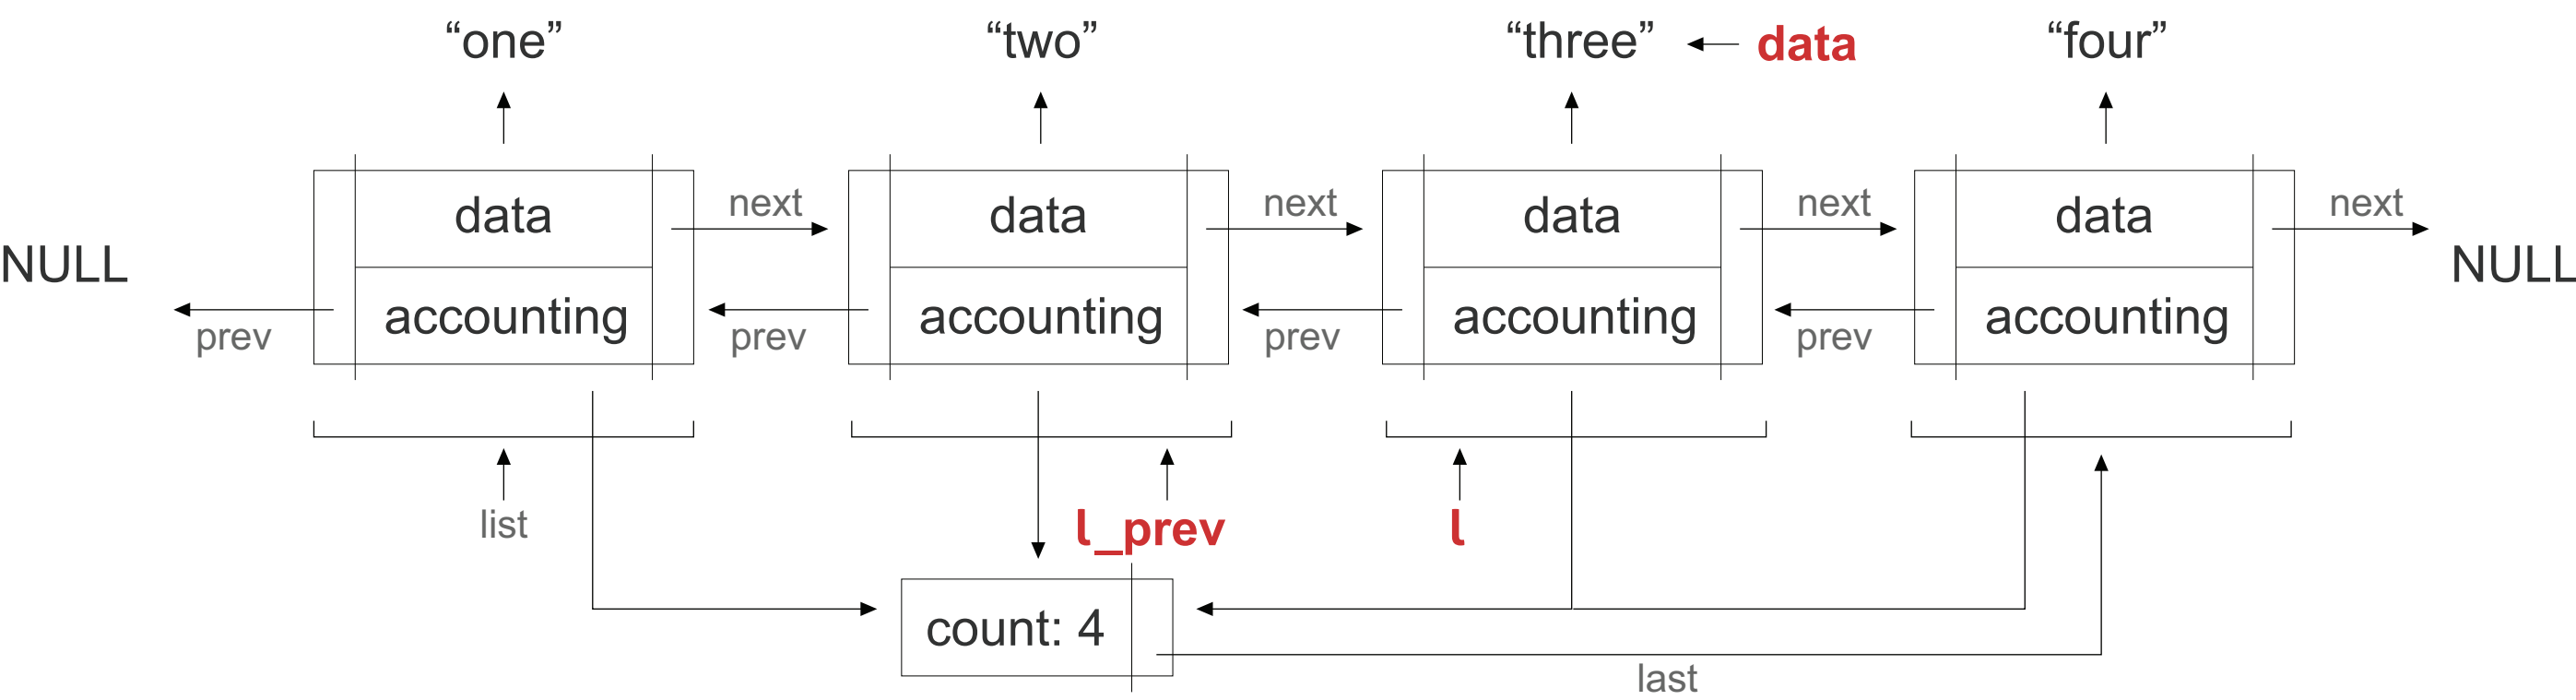 “one” “two” “three” data “four”
data next data next data next data next
NULL NULL
accounting accounting accounting accounting
prev prev prev prev
list l_prev l
count: 4
last